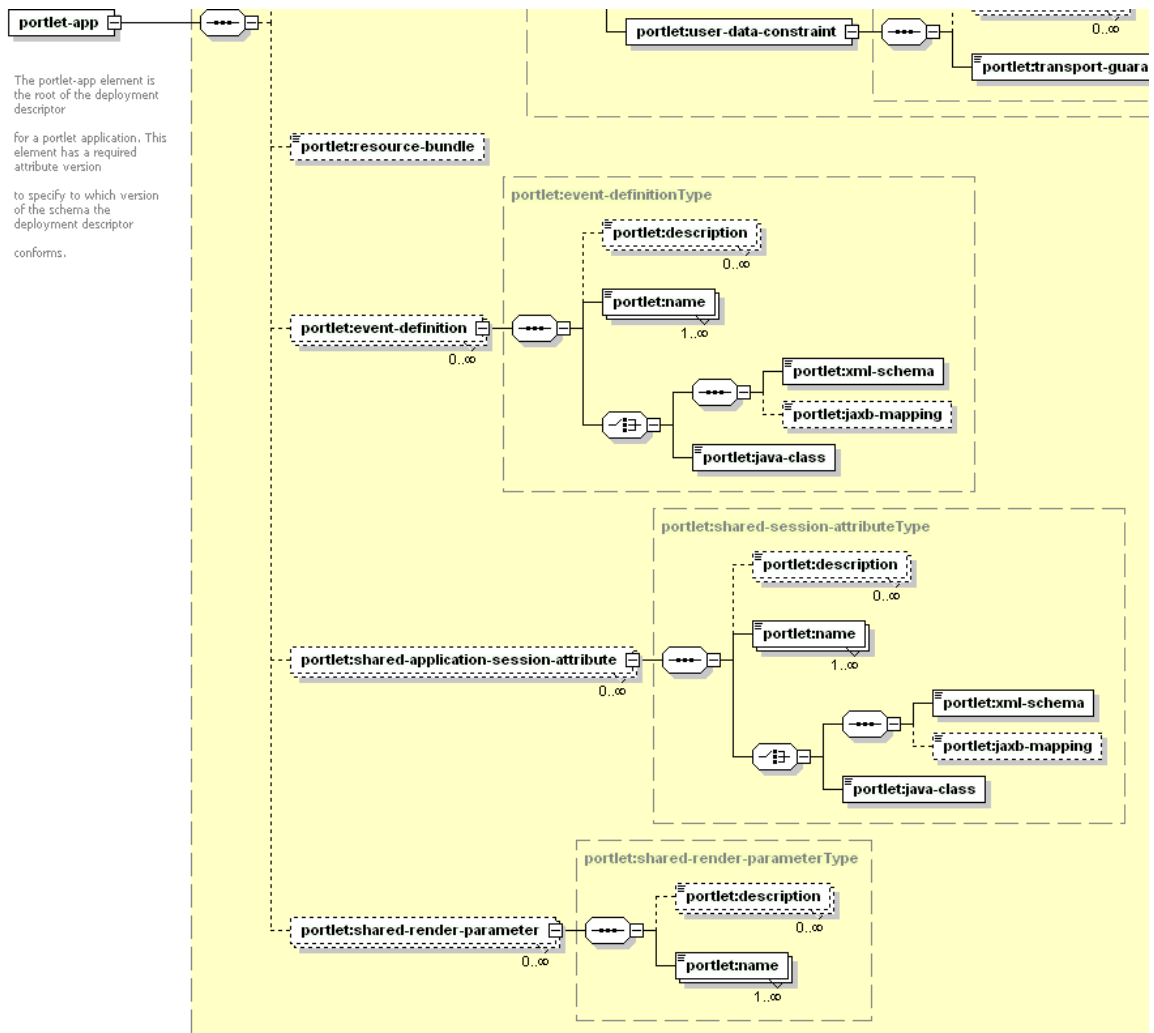 portlet-app
The portlet-app element is
the root of the deployment
descriptor
for a portlet application. This
element has a required
attribute version
to specify to which version
of the schema the
deployment descriptor
conforms.
0..∞
portlet:user-data-constraint
portlet:transport-guara
portlet:resource-bundle
portlet:event-definitionType
portlet:description
0..∞
portlet:name
1..∞
portlet:event-definition
0..∞
portlet:xml-schema
portlet:jaxb-mapping
portlet:java-class
portlet:shared-session-attributeType
portlet:description
0..∞
portlet:name
1..∞
portlet:shared-application-session-attribute
0..∞
portlet:xml-schema
portlet:jaxb-mapping
portlet:java-class
portlet:shared-render-parameterType
portlet:description
0..∞
portlet:shared-render-parameter
0..∞
portlet:name
1..∞